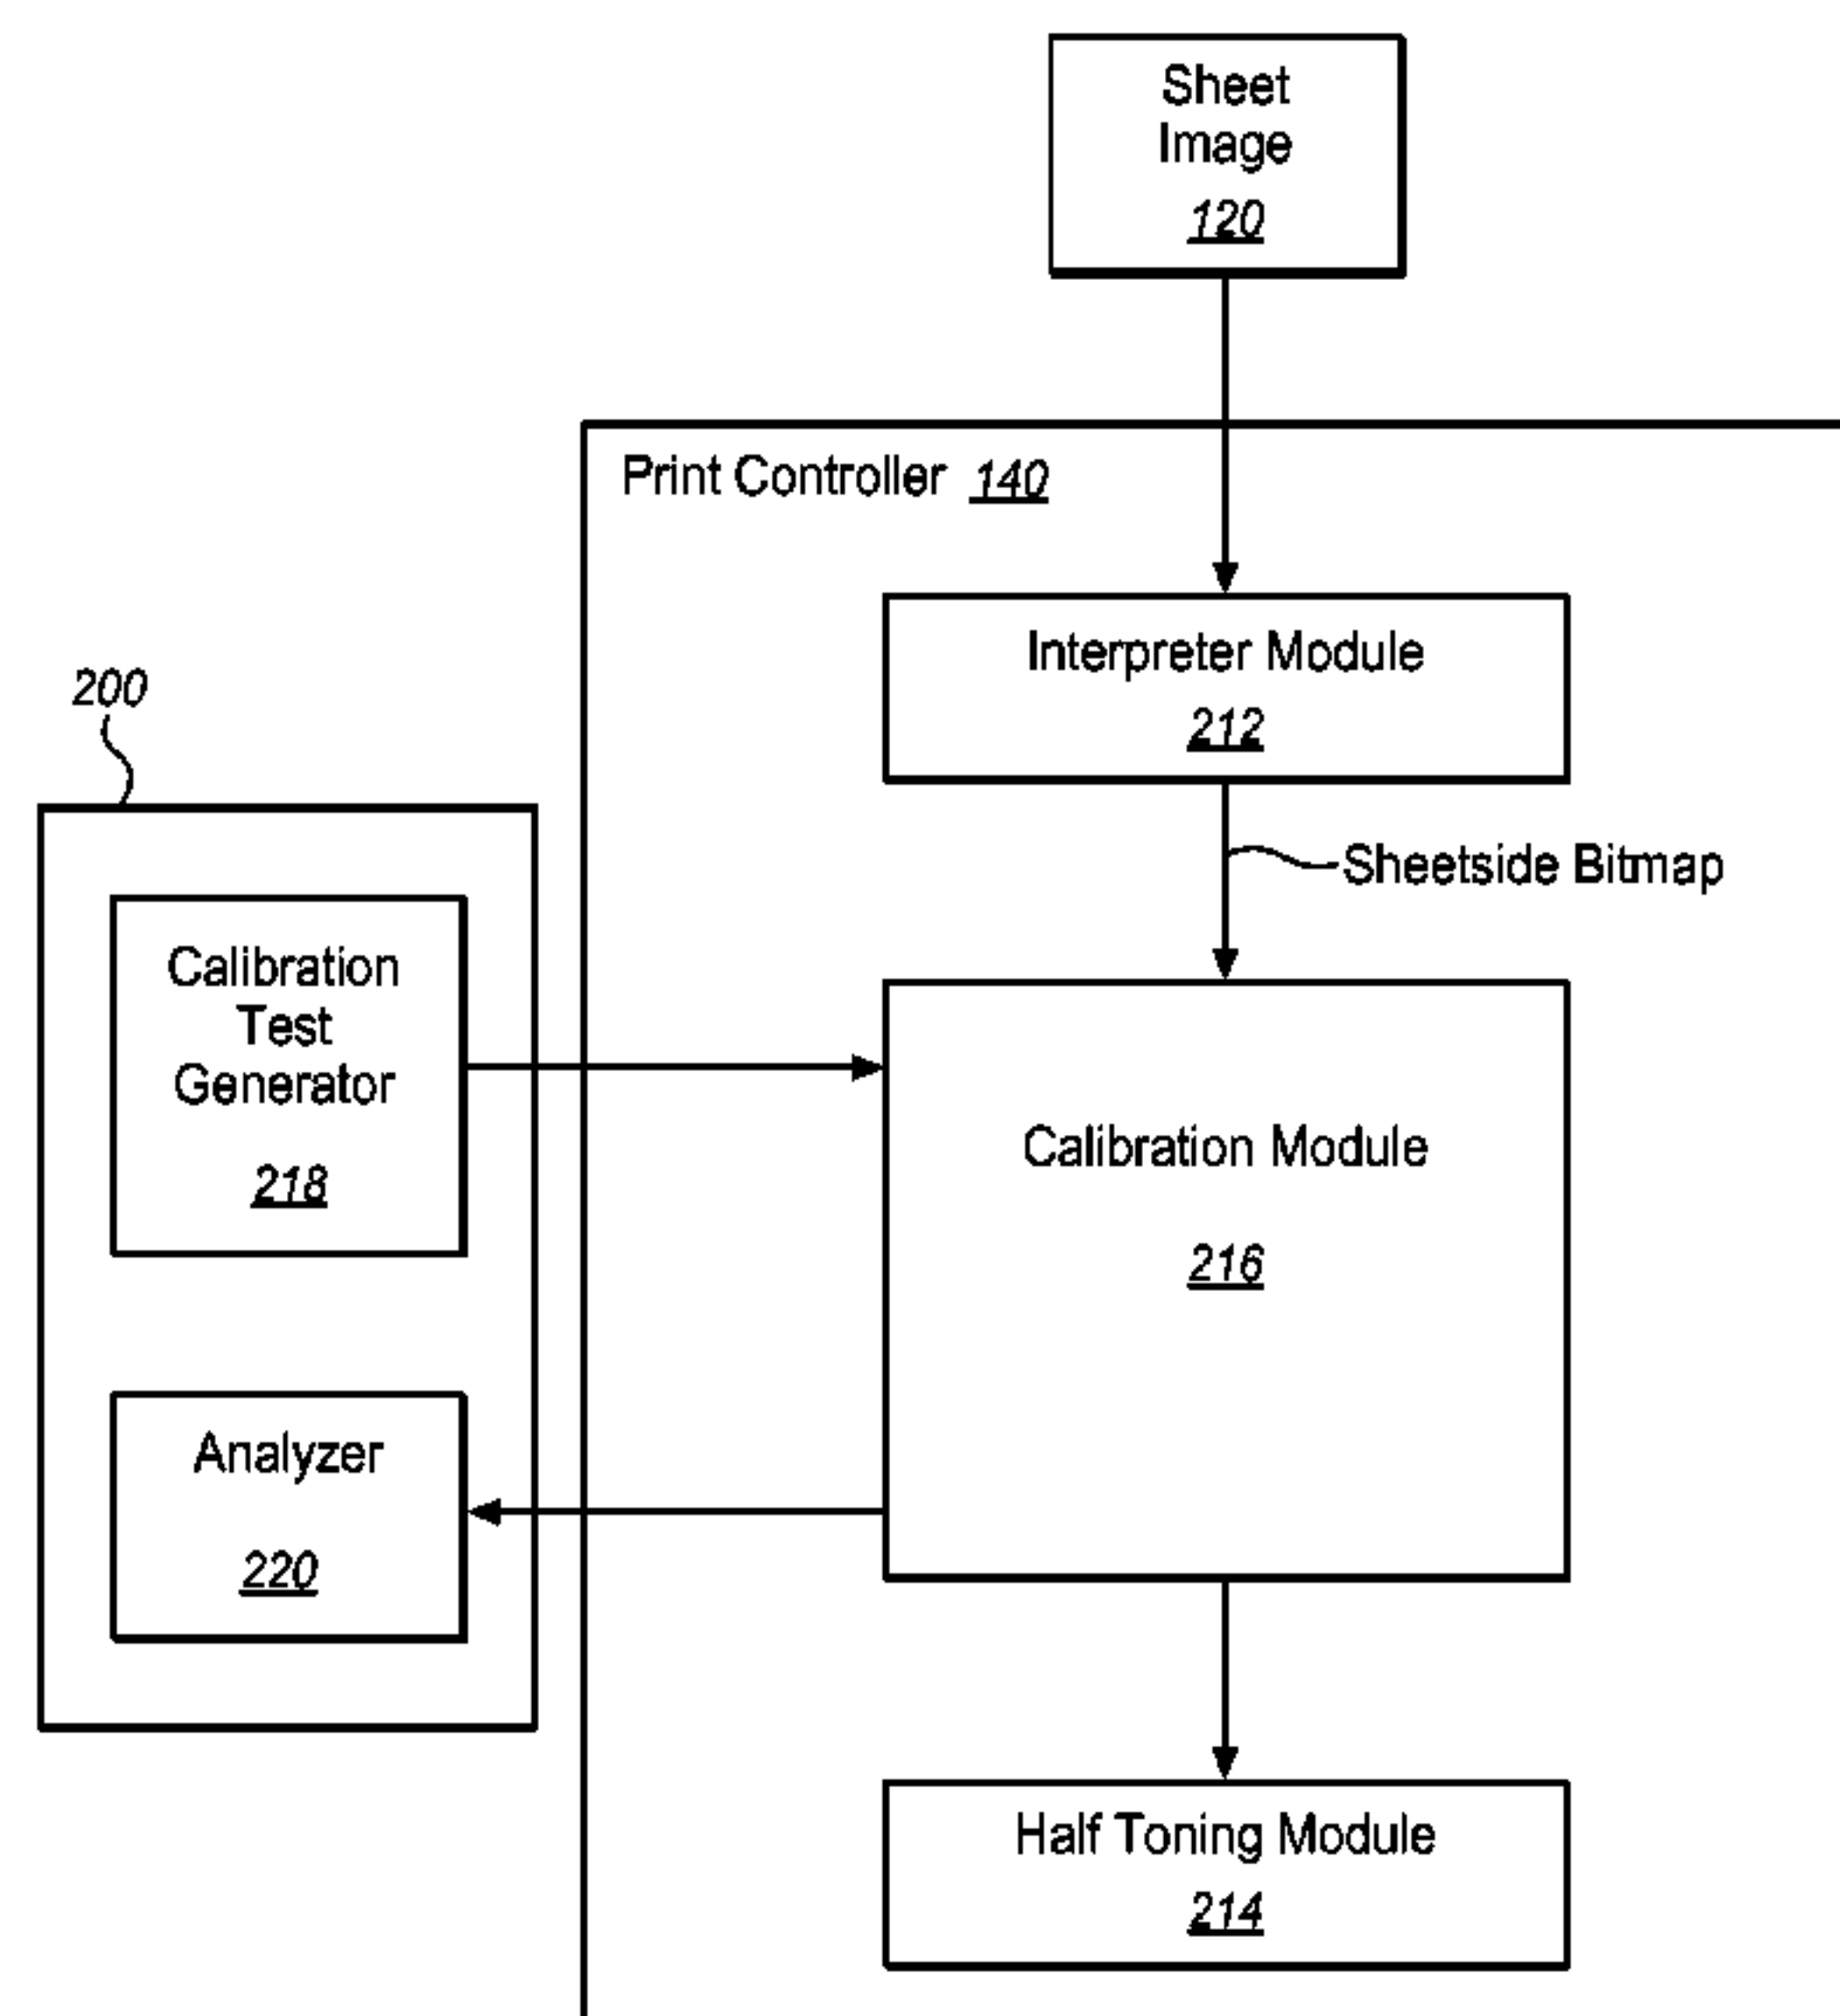 Sheet
Image
120
Print Controller 140
Interpreter Module
212
200
Sheetside Bitmap
Calibration
Test
Generator
218
Calibration Module
216
Analyzer
220
Half Toning Module
214